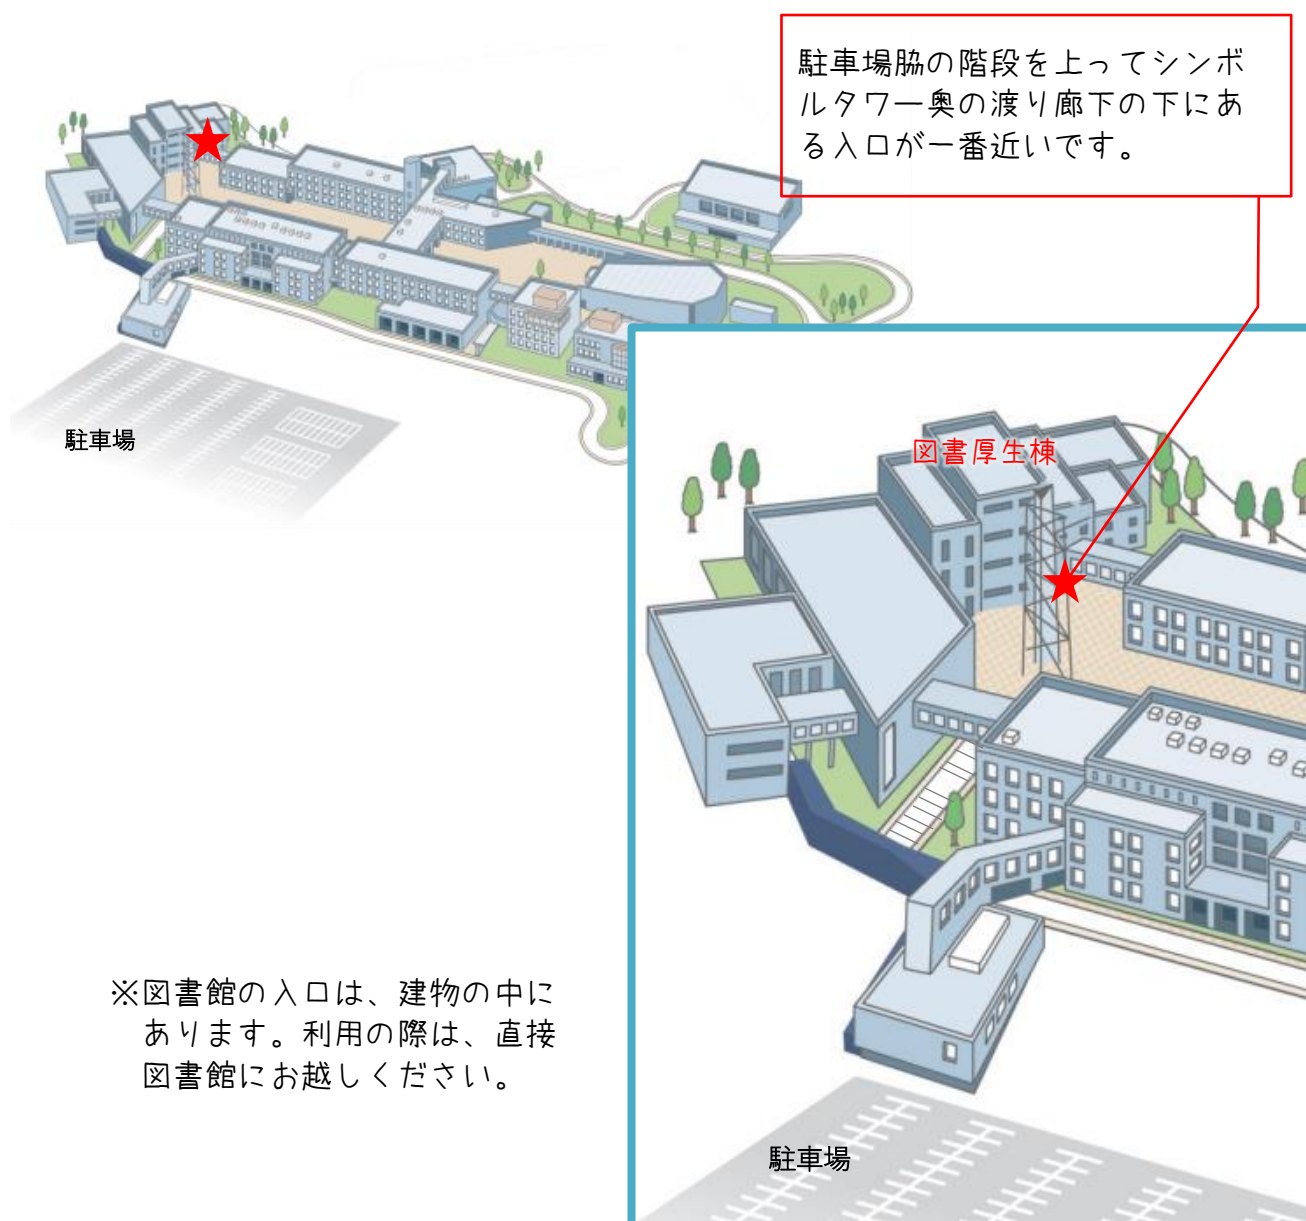 駐車場脇の階段を上ってシンボ
ルタワー奥の渡り廊下の下にあ
る入口が一番近いです。
駐車場
図書厚生棟
※図書館の入口は、建物の中に
あります。利用の際は、直接
図書館にお越しください。
駐車場